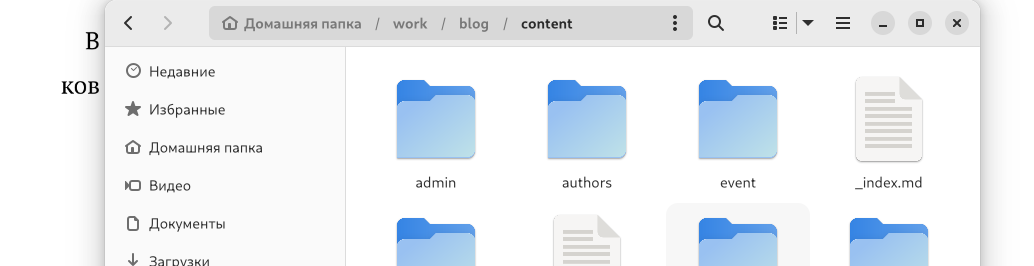 В
ков
Домашняя папка / work / blog / content
Недавние
Избранные
Домашняя папка
Видео
Документы
Загрузки
admin
authors
event
_index.md